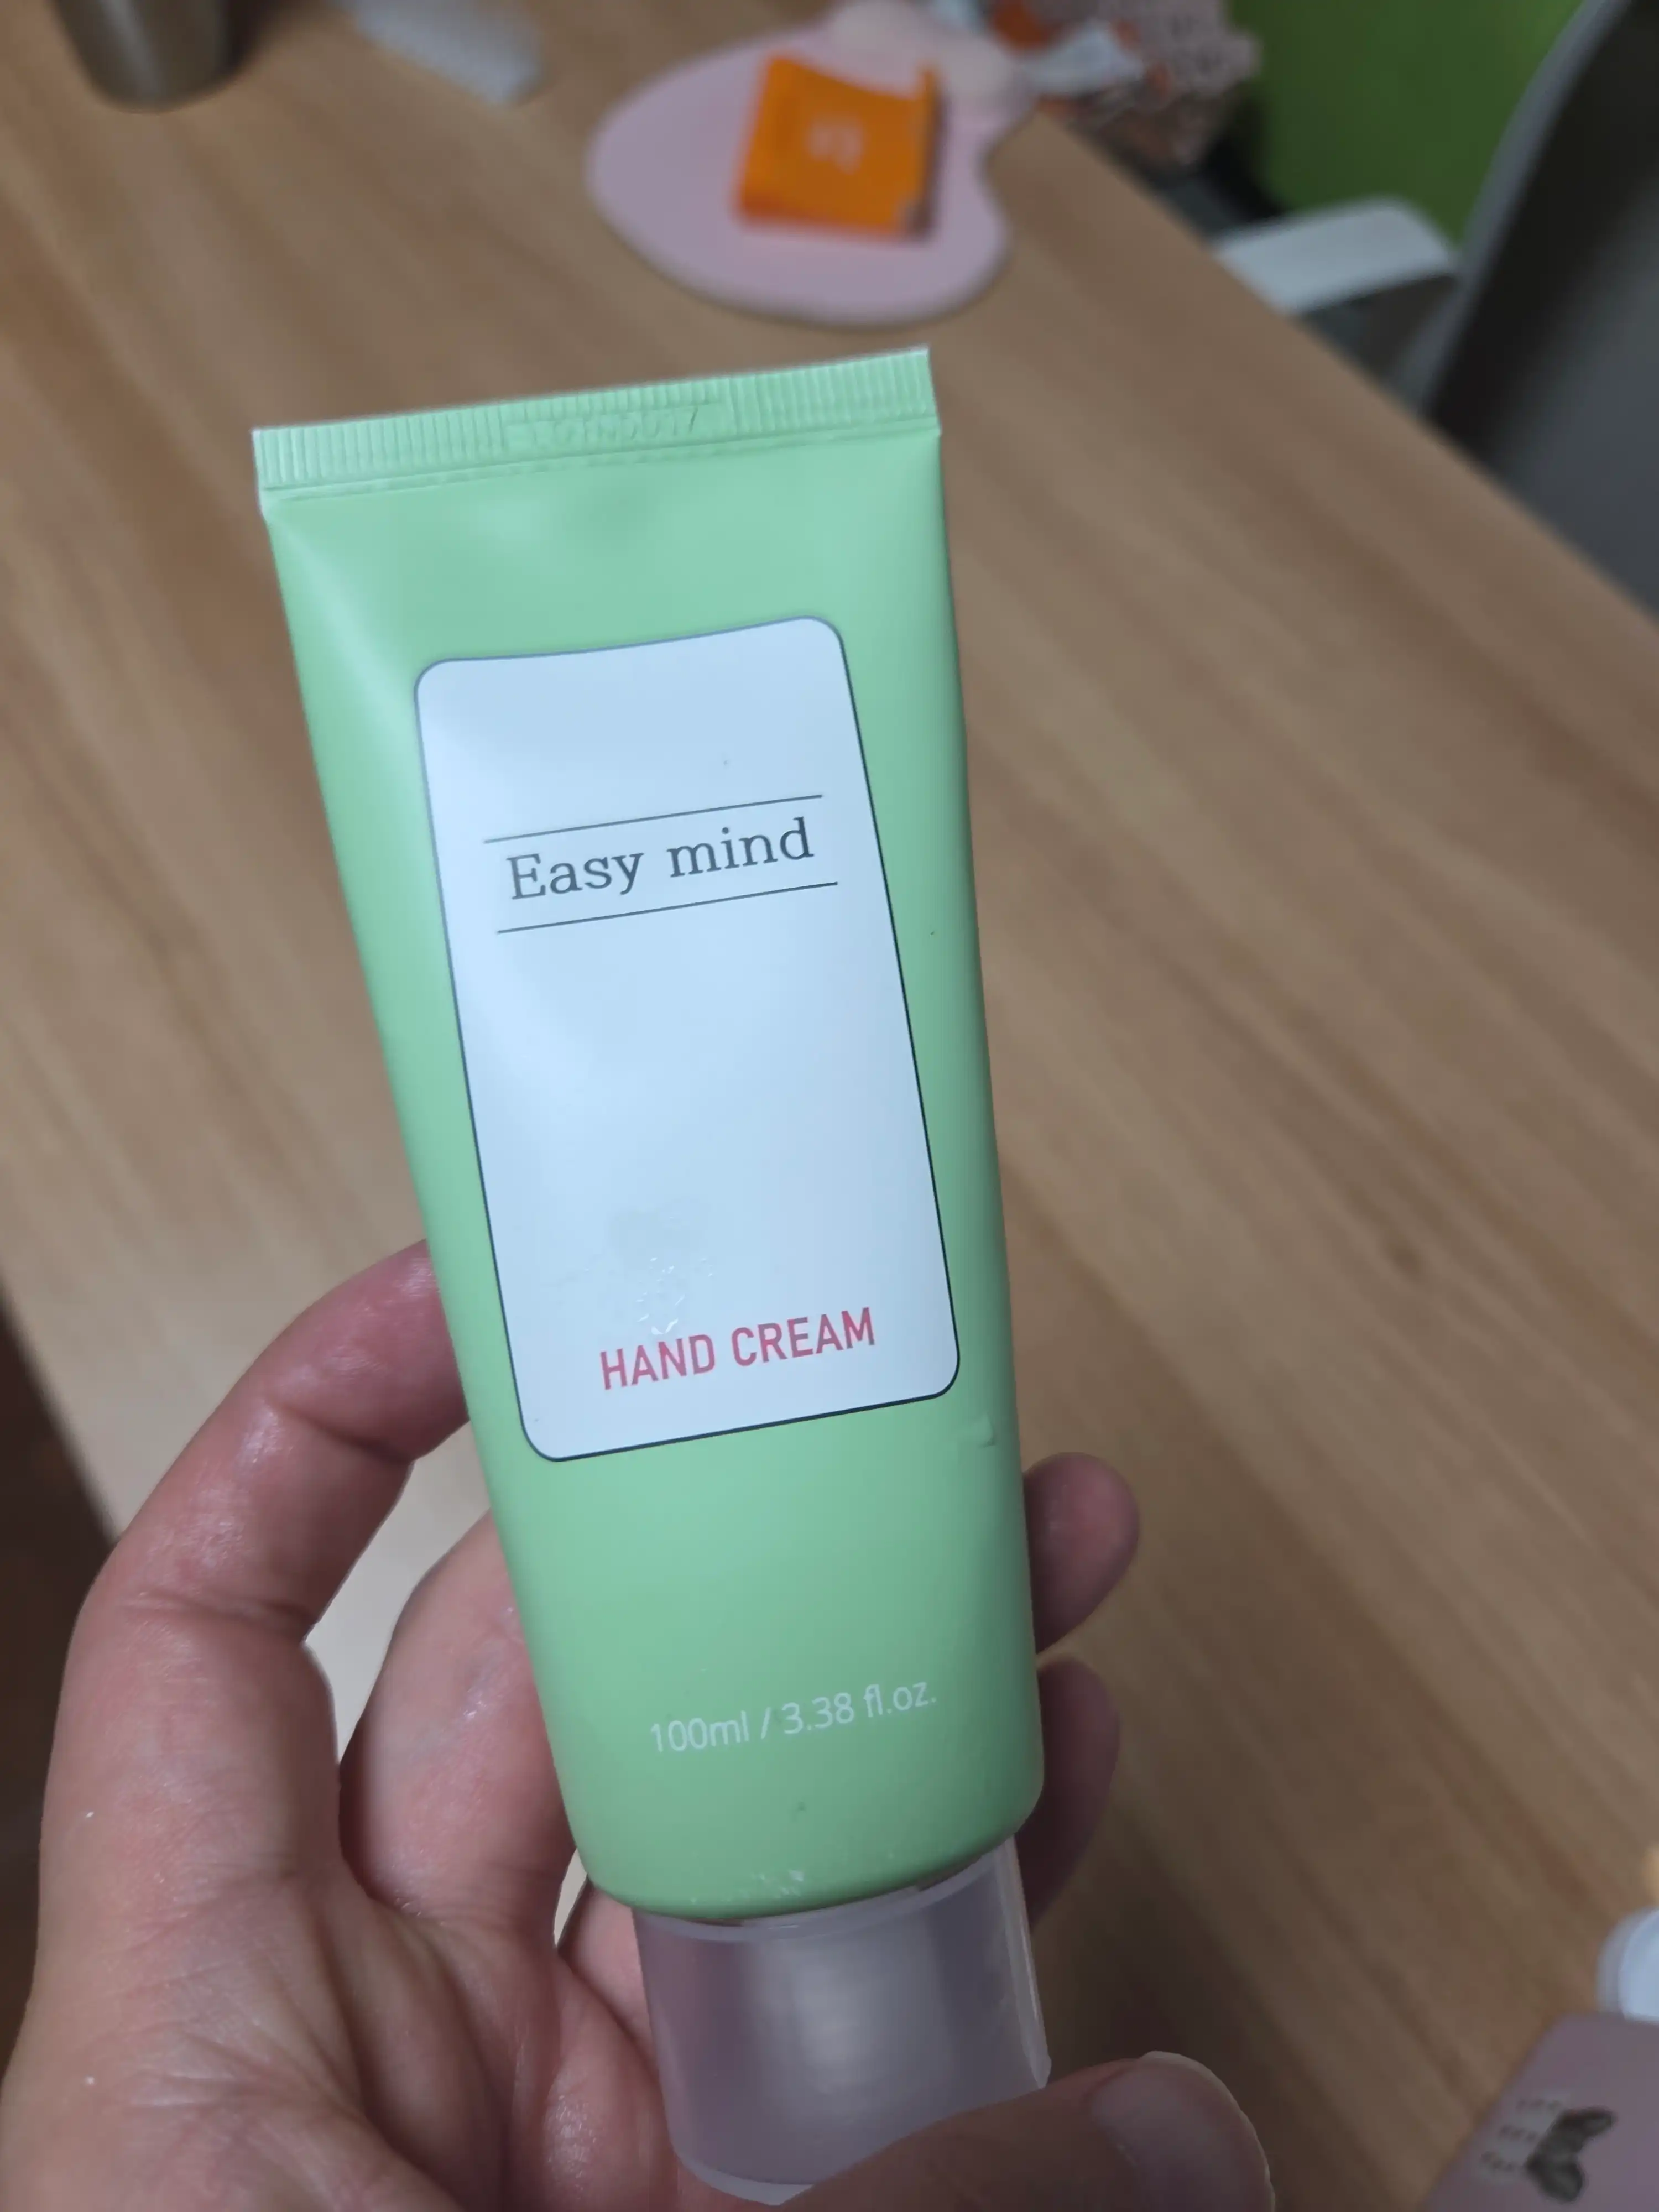 Easy mind
HAND CREAM
100ml / 3.38 fl.oz.